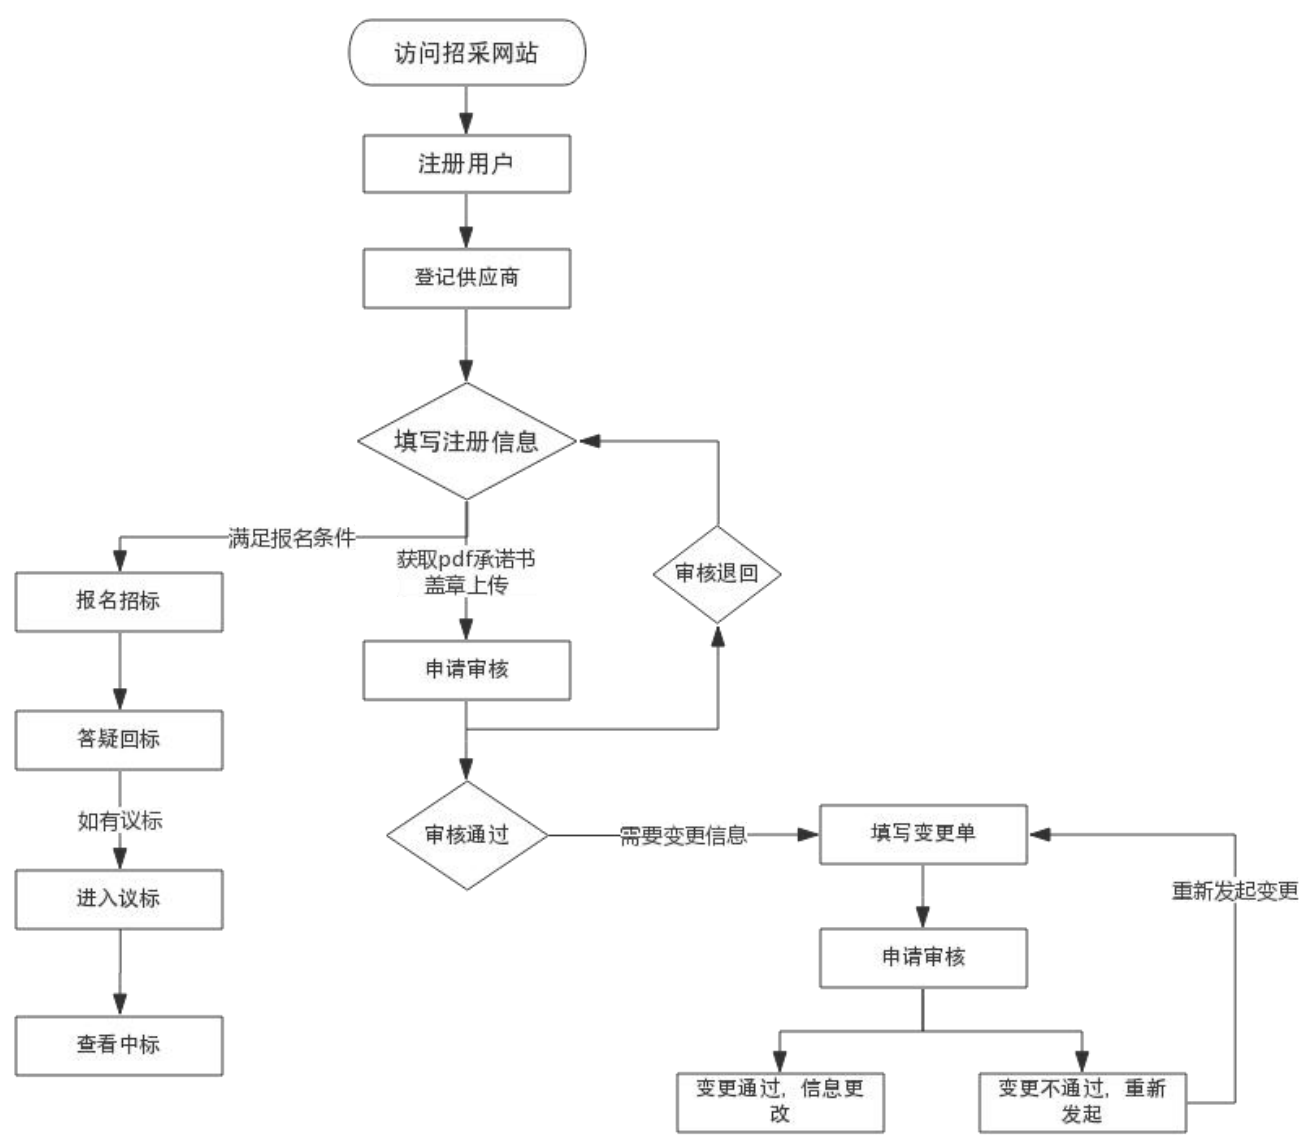 访问招采网站
注册用户
登记供应商
填写注册信息
满足报名条件
获取pdf承诺书
盖章上传
审核退回
报名招标
申请审核
答疑回标
如有议标
审核通过
需要变更信息
填写变更单
重新发起变更
进入议标
申请审核
查看中标
变更通过，信息更
改
变更不通过，重新
发起